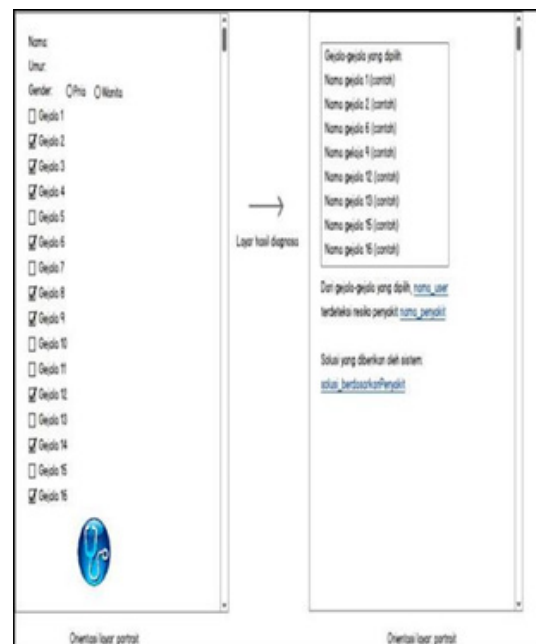 Nama:
Umur:
Gender: Pria Wanita
Gejala 1
Gejala 2
Gejala 3
Gejala 4
Gejala 5
Gejala 6
Gejala 7
Gejala 8
Gejala 9
Gejala 10
Gejala 11
Gejala 12
Gejala 13
Gejala 14
Gejala 15
Gejala 16
Orientasi layar portrait
Layar hasil diagnosa
Gejala-gejala yang dipilih:
Nama gejala 1 (contoh)
Nama gejala 2 (contoh)
Nama gejala 6 (contoh)
Nama gejala 9 (contoh)
Nama gejala 12 (contoh)
Nama gejala 13 (contoh)
Nama gejala 15 (contoh)
Nama gejala 16 (contoh)
Dari gejala-gejala yang dipilih, nama_user
terdeteksi resiko penyakit nama_penyakit
Solusi yang diberikan oleh sistem:
solusi_berdasarkanPenyakit
Orientasi layar portrait